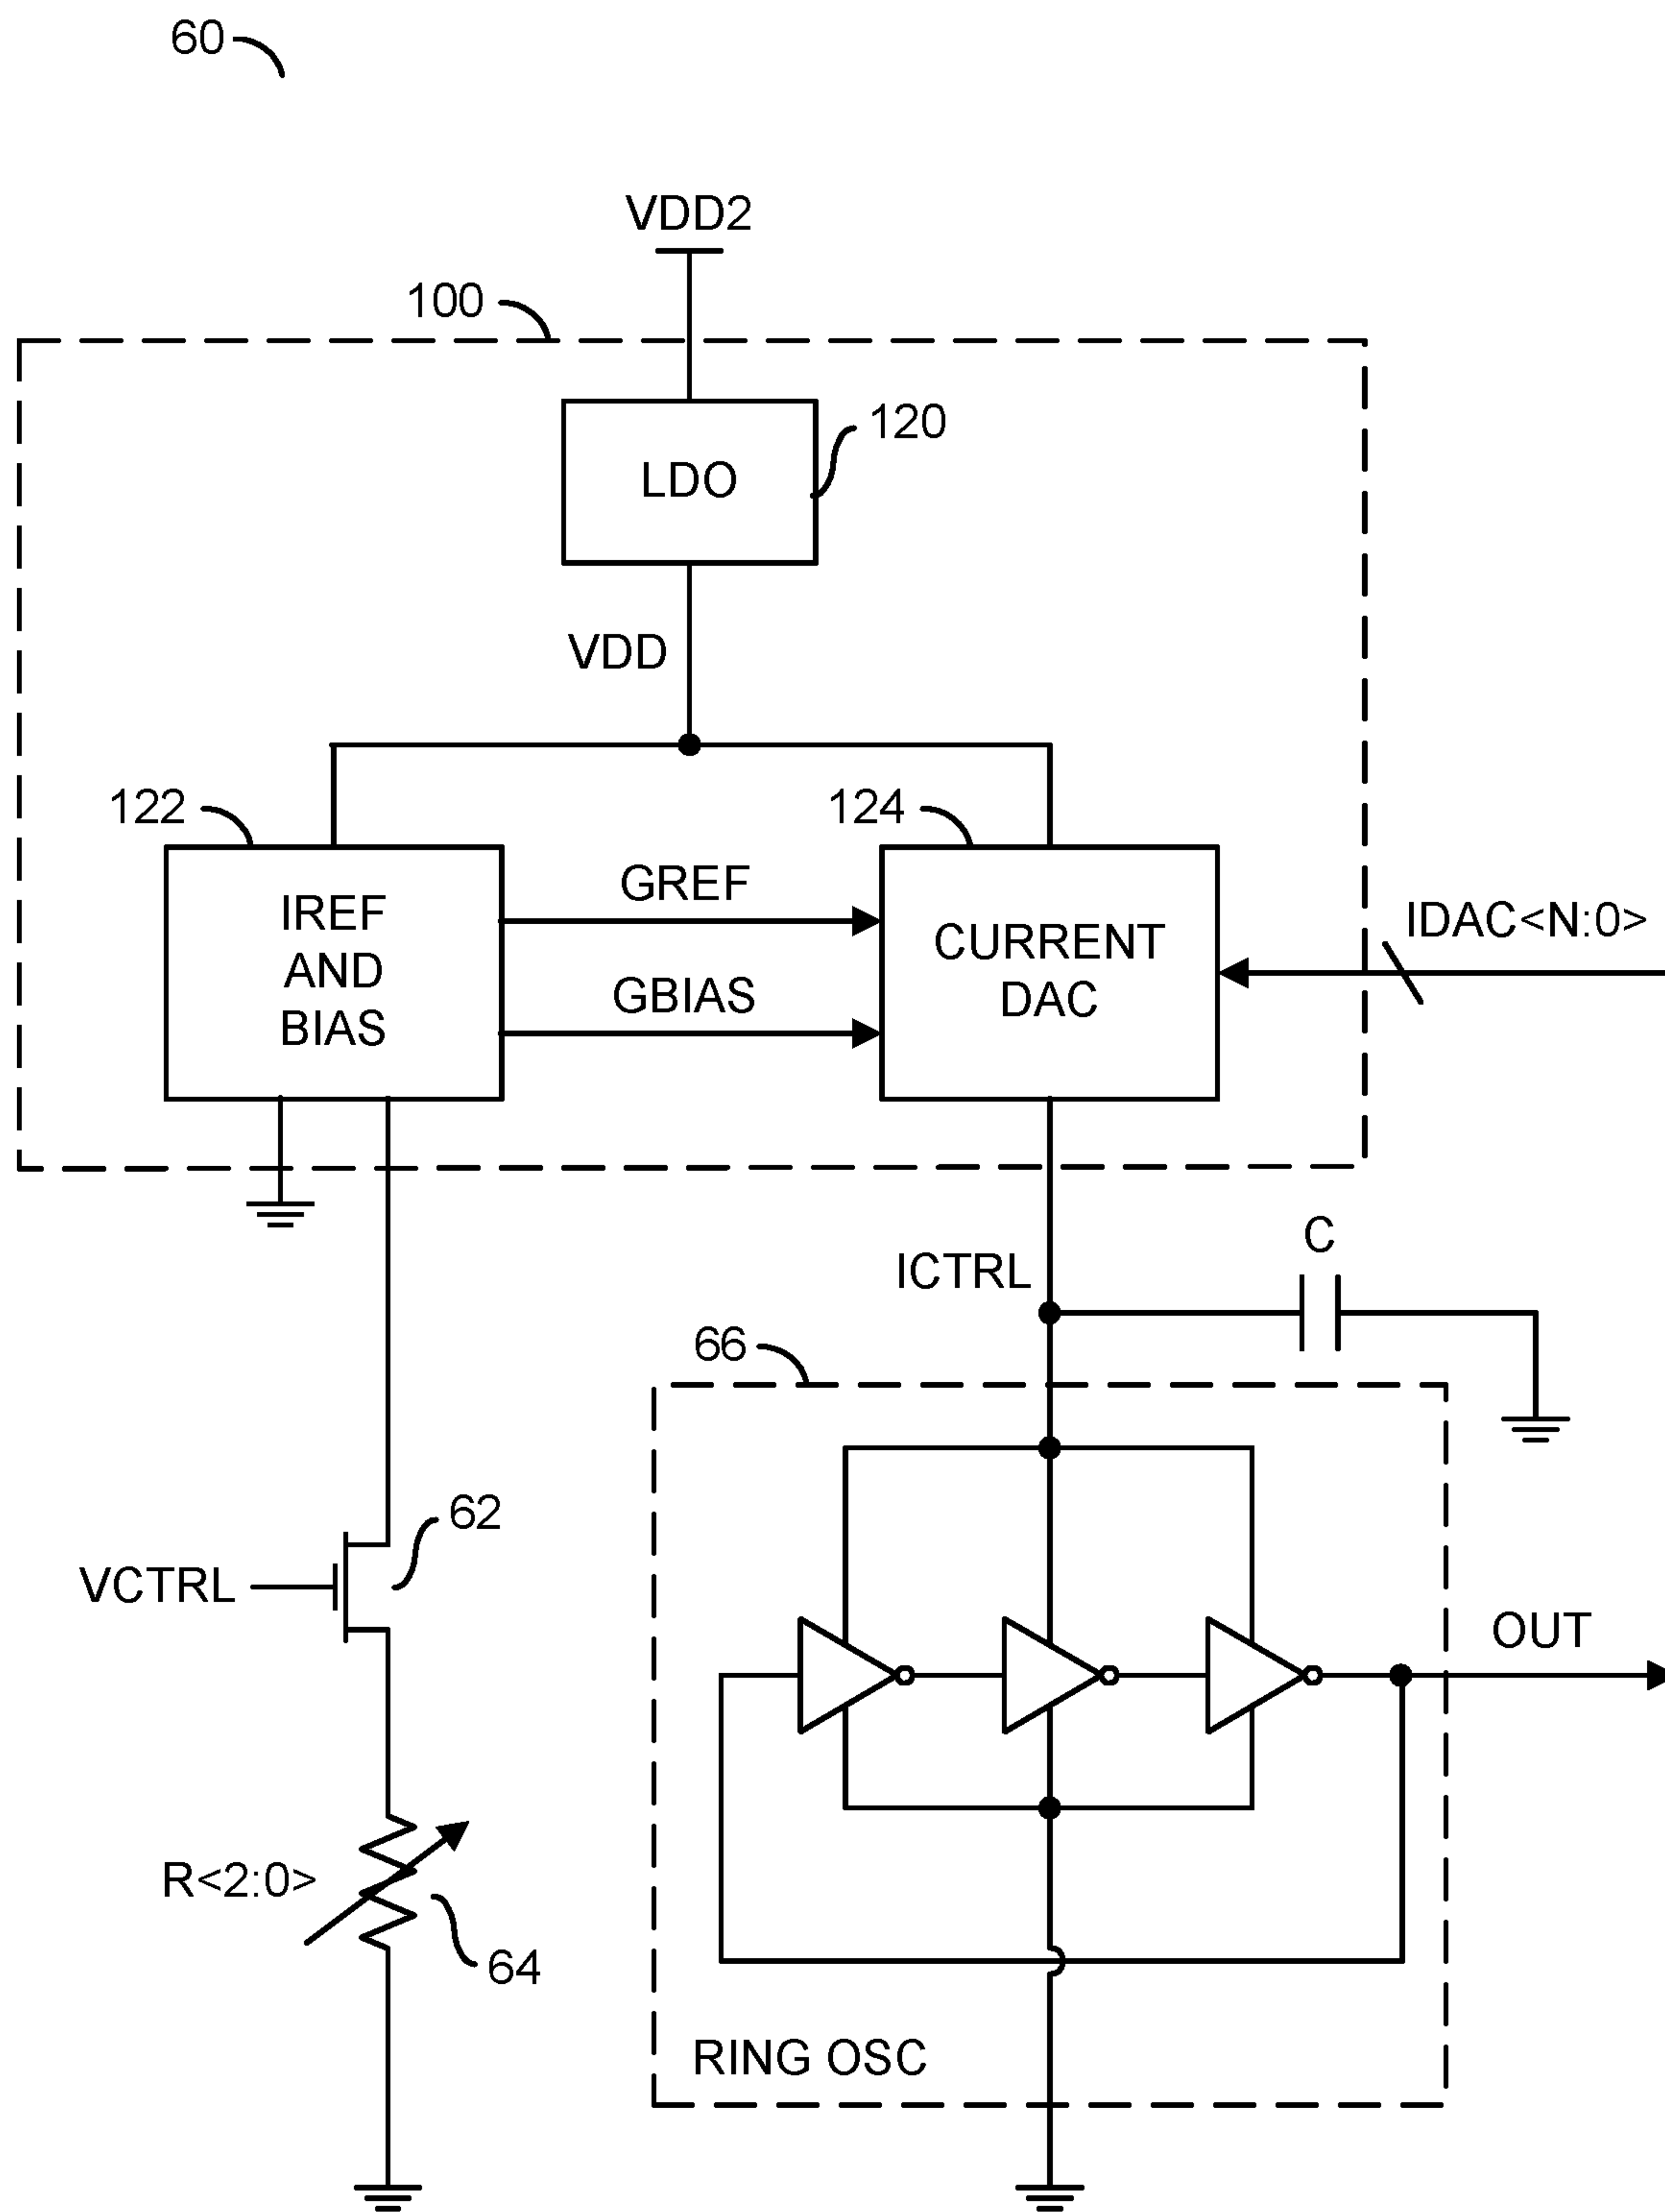 60
VDD2
100
120
LDO
VDD
122
124
IREF
AND
BIAS
GREF
GBIAS
CURRENT
DAC
IDAC<N:0>
C
ICTRL
66
62
VCTRL
OUT
R<2:0>
64
RING OSC